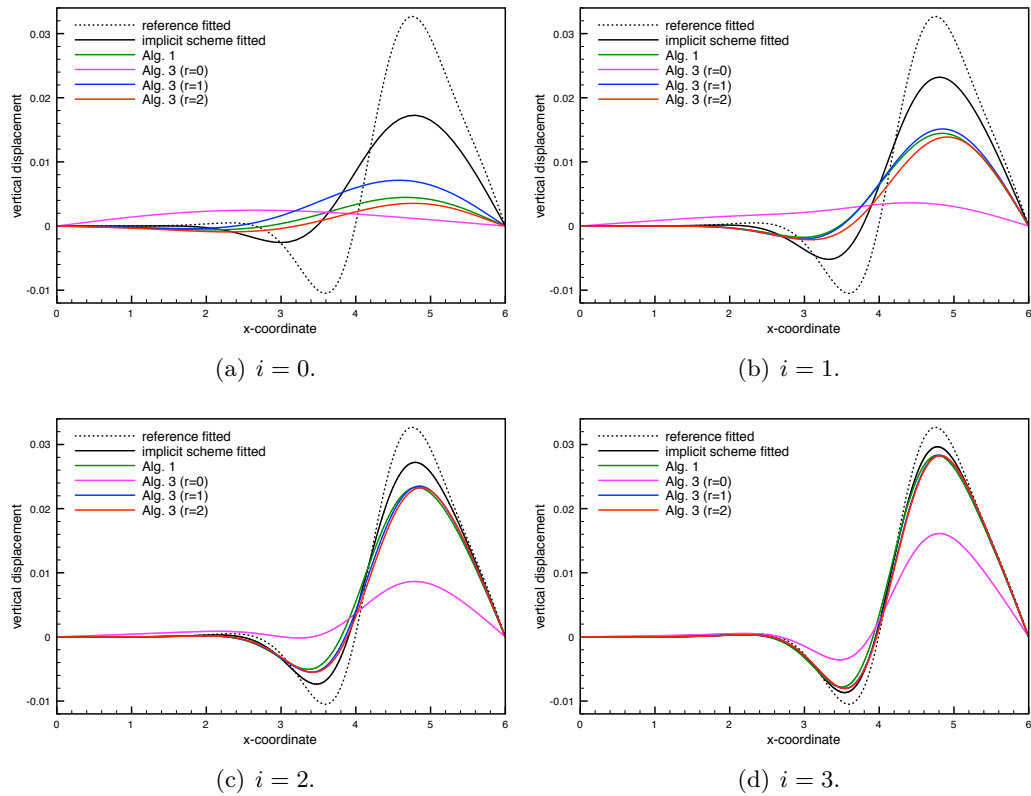 0.03
0.02
0.01
0
-0.01
vertical displacement
reference fitted
implicit scheme fitted
Alg. 1
Alg. 3 (r=0)
Alg. 3 (r=1)
Alg. 3 (r=2)
0 1 2 3 4 5 6
x-coordinate
(a) i = 0.
0.03
0.02
0.01
0
-0.01
vertical displacement
reference fitted
implicit scheme fitted
Alg. 1
Alg. 3 (r=0)
Alg. 3 (r=1)
Alg. 3 (r=2)
0 1 2 3 4 5 6
x-coordinate
(b) i = 1.
0.03
0.02
0.01
0
-0.01
vertical displacement
reference fitted
implicit scheme fitted
Alg. 1
Alg. 3 (r=0)
Alg. 3 (r=1)
Alg. 3 (r=2)
0 1 2 3 4 5 6
x-coordinate
(c) i = 2.
0.03
0.02
0.01
0
-0.01
vertical displacement
reference fitted
implicit scheme fitted
Alg. 1
Alg. 3 (r=0)
Alg. 3 (r=1)
Alg. 3 (r=2)
0 1 2 3 4 5 6
x-coordinate
(d) i = 3.